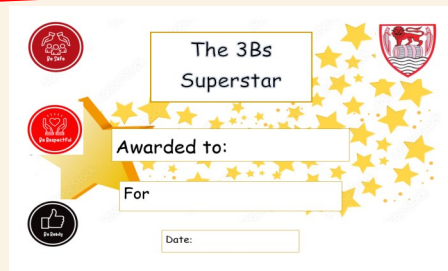 The 3Bs
Superstar
Be Safe
Be Respectful
Awarded to:
For
Be Ready
Date: